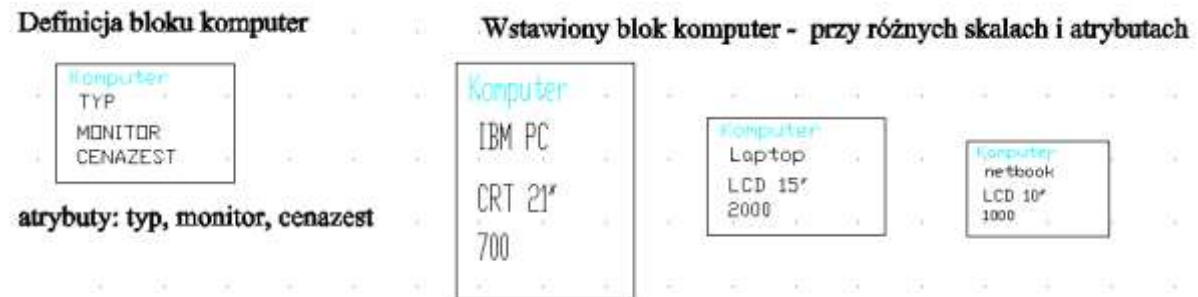 Definicja bloku komputer
Wstawiony blok komputer - przy różnych skalach i atrybutach
Komputer
TYP
MONITOR
CENAZEST
atrybuty: typ, monitor, cenazest
Komputer
IBM PC
CRT 21"
700
Komputer
Laptop
LCD 15"
2000
Komputer
netbook
LCD 10"
1000